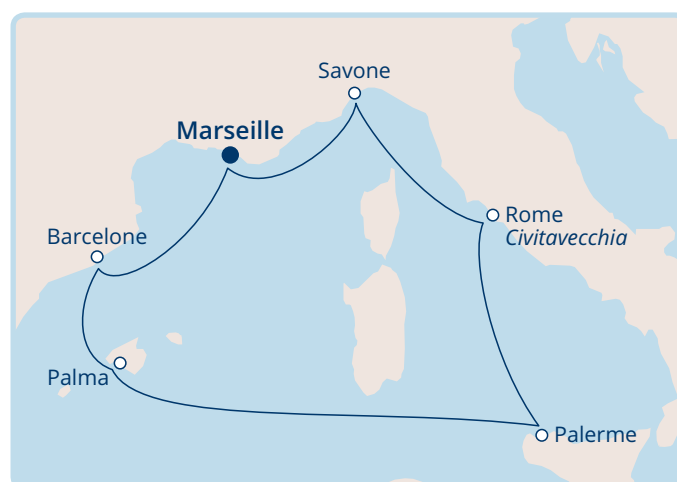 Savone
Marseille
Rome
Civitavecchia
Barcelone
Palma
Palerme